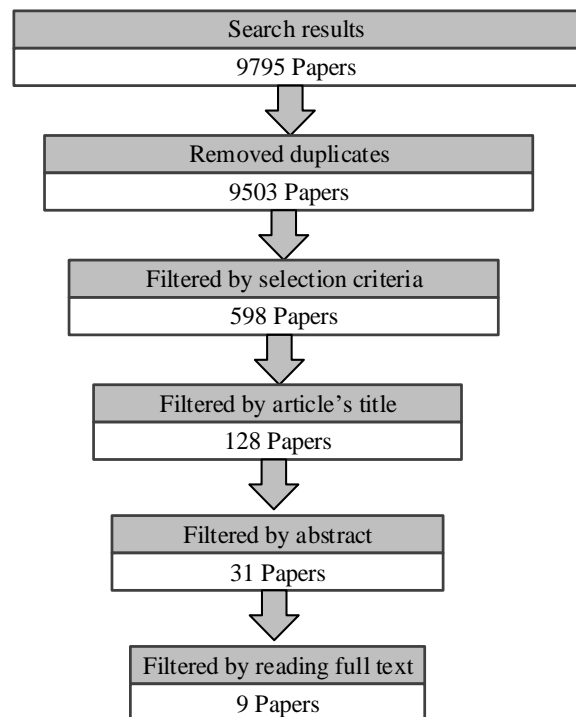 Search results
9795 Papers
Removed duplicates
9503 Papers
Filtered by selection criteria
598 Papers
Filtered by article’s title
128 Papers
Filtered by abstract
31 Papers
Filtered by reading full text
9 Papers